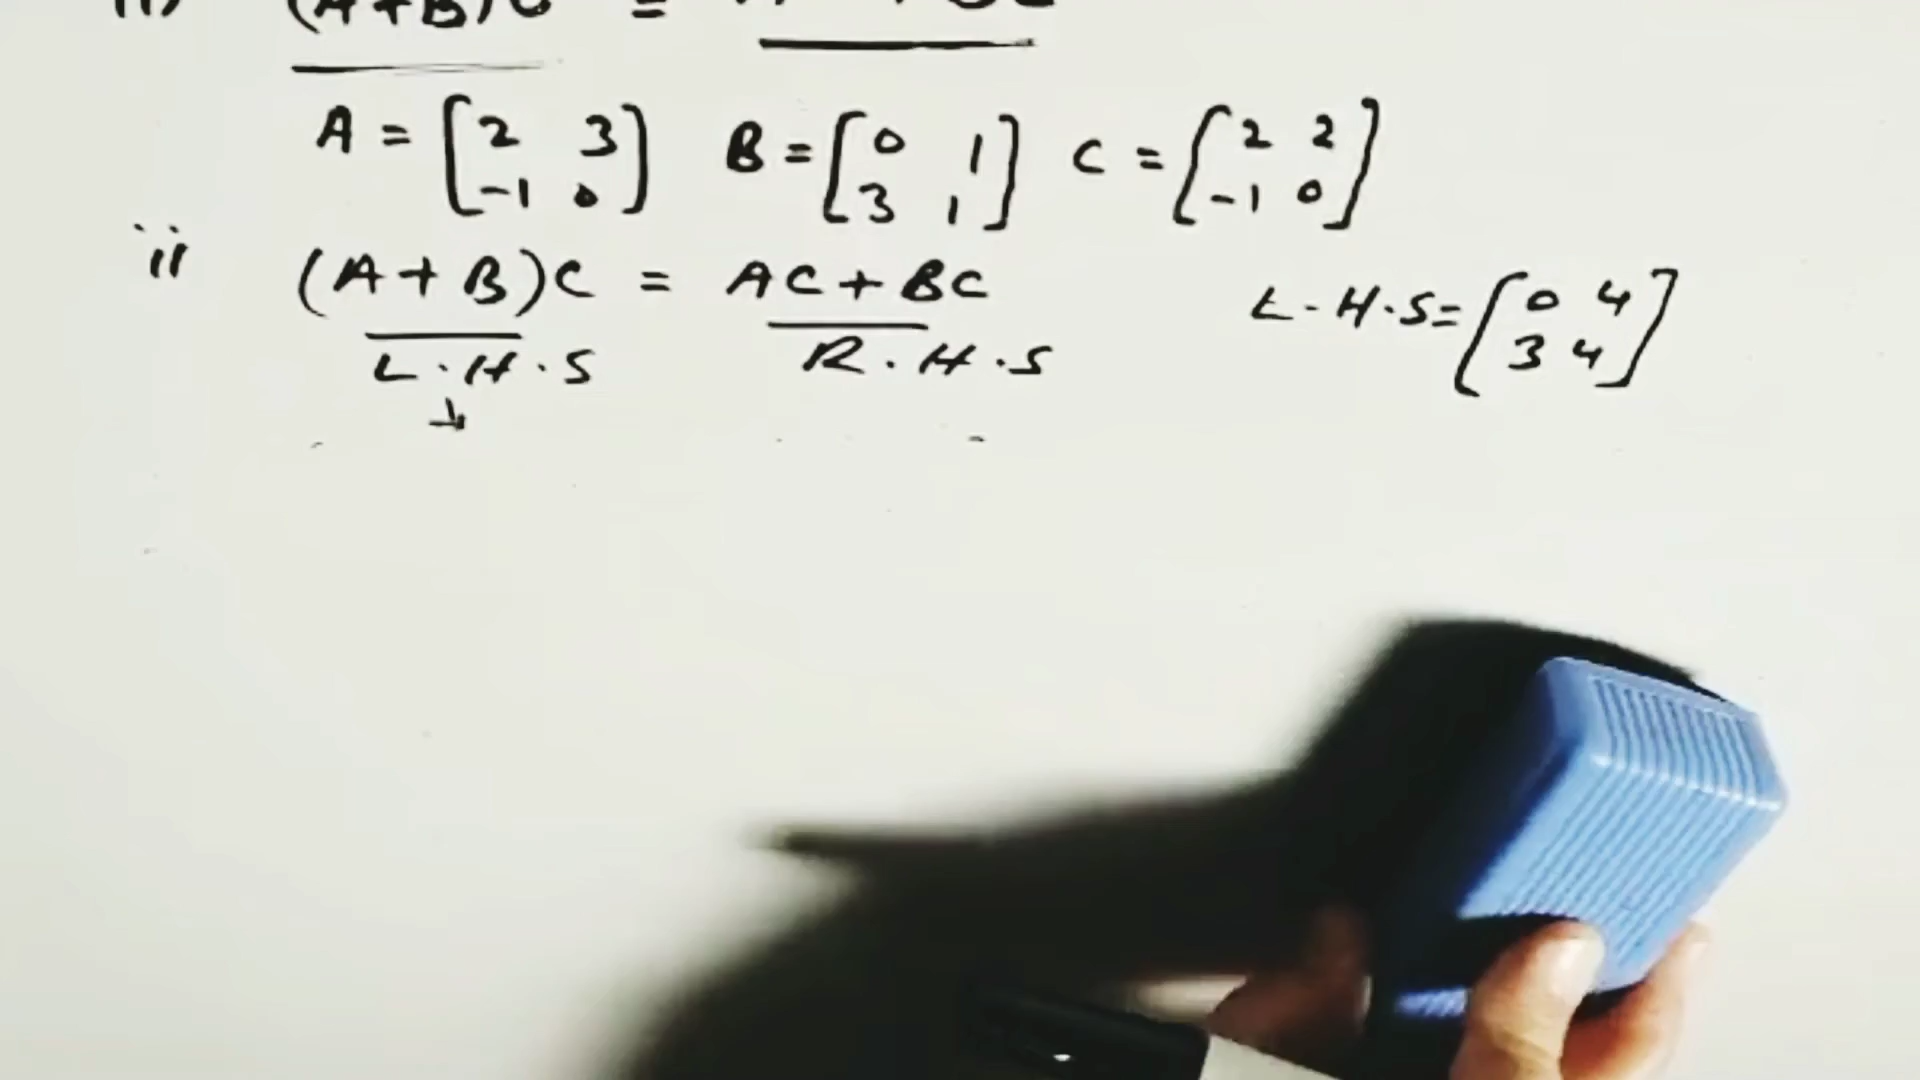 (A+B)C =
A = [2 3 -1 0] B = [0 1 3 1] C = [2 2 -1 0]
ii (A+B)C = AC+BC
L.H.S R.H.S L-H.S= [0 4 3 4]